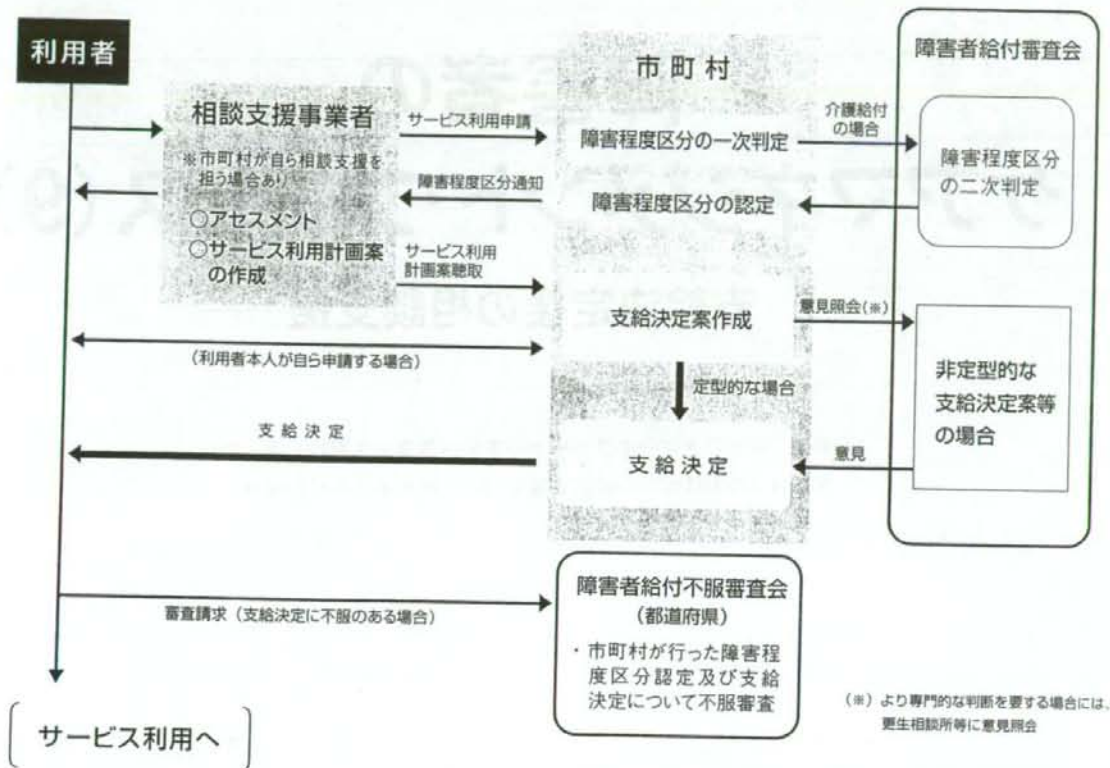 利用者
相談支援事業者
※市町村が自ら相談支援を
担う場合あり
○アセスメント
○サービス利用計画案
の作成
サービス利用申請
障害程度区分通知
サービス利用
計画案聴取
(利用者本人が自ら申請する場合)
市町村
障害程度区分の一次判定
障害程度区分の認定
支給決定案作成
定型的な場合
支給決定
支給決定
介護給付
の場合
意見照会(※)
意見
障害者給付審査会
障害程度区分
の二次判定
非定型的な
支給決定案等
の場合
審査請求(支給決定に不服のある場合)
障害者給付不服審査会
(都道府県)
・市町村が行った障害程
度区分認定及び支給
決定について不服審査
サービス利用へ
(※)より専門的な判断を要する場合には、
更生相談所等に意見照会